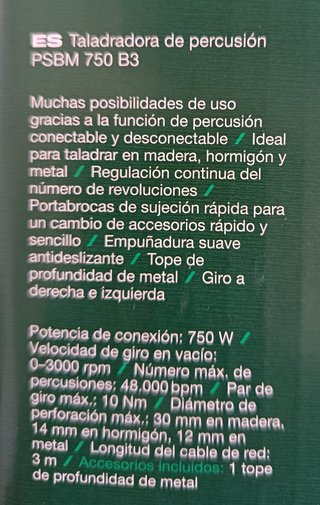 ES Taladradora de percusión
PSBM 750 B3
Muchas posibilidades de uso
gracias a la función de percusión
conectable y desconectable / Ideal
para taladrar en madera, hormigón y
metal / Regulación continua del
número de revoluciones /
Portabrocas de sujeción rápida para
un cambio de accesorios rápido y
sencillo / Empuñadura suave
antideslizante / Tope de
profundidad de metal / Giro a
derecha e izquierda
Potencia de conexión: 750 W /
Velocidad de giro en vacío:
0–3000 rpm / Número máx. de
percusiones: 48.000 bpm / Par de
giro máx.: 10 Nm / Diámetro de
perforación máx.: 30 mm en madera,
14 mm en hormigón, 12 mm en
metal / Longitud del cable de red:
3 m / Accesorios incluidos: 1 tope
de profundidad de metal